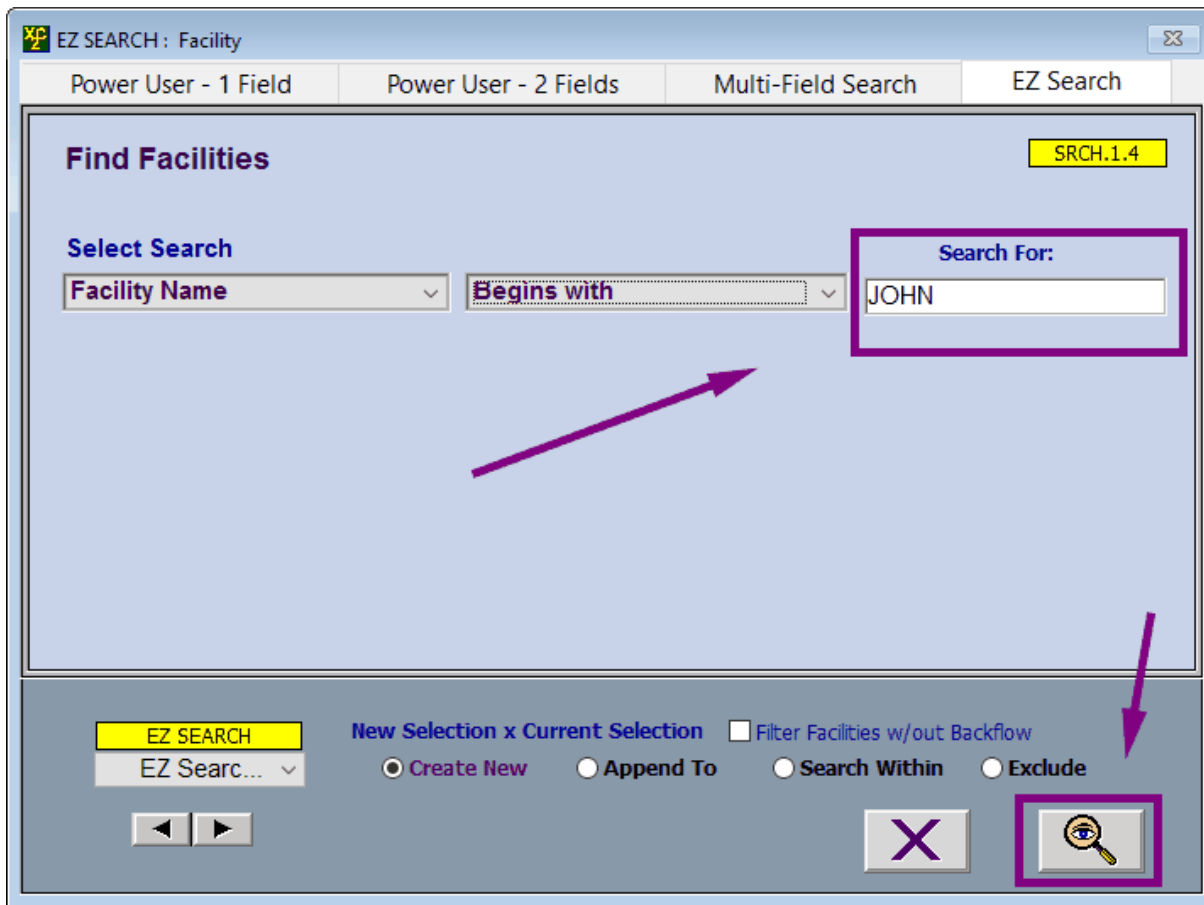 EZ SEARCH : Facility
Power User - 1 Field
Power User - 2 Fields
Multi-Field Search
EZ Search
Find Facilities
SRCH.1.4
Select Search
Search For:
Facility Name
Begins with
JOHN
EZ SEARCH
New Selection x Current Selection
Filter Facilities w/out Backflow
EZ Searc...
Create New
Append To
Search Within
Exclude
X